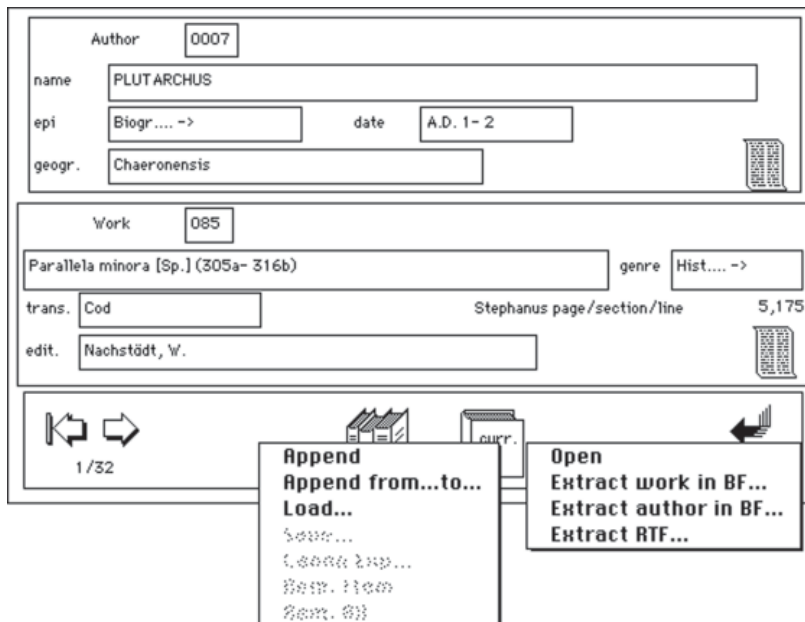 Author 0007
name PLUTARCHUS
epi Biogr.... -> date A.D. 1- 2
geogr. Chaeronensis
Work 085
Parallela minora [Sp.] (305a- 316b) genre Hist.... ->
trans. Cod Stephanus page/section/line 5,175
edit. Nachstädt, W.
curr.
1/32
Append
Append from...to...
Load...
Save...
Open
Extract work in BF...
Extract author in BF...
Extract RTF...